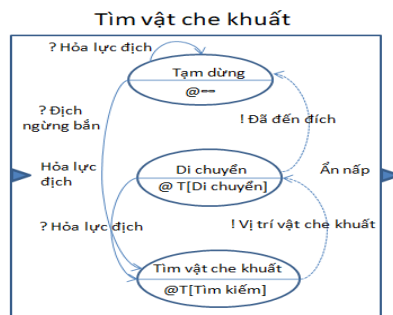 Tìm vật che khuất
? Hỏa lực địch
Tạm dừng
@∞
? Địch
ngừng bắn
! Đã đến đích
Hỏa lực
địch
Di chuyển
@ T[Di chuyển]
Ẩn nấp
? Hỏa lực địch
! Vị trí vật che khuất
Tìm vật che khuất
@T[Tìm kiếm]